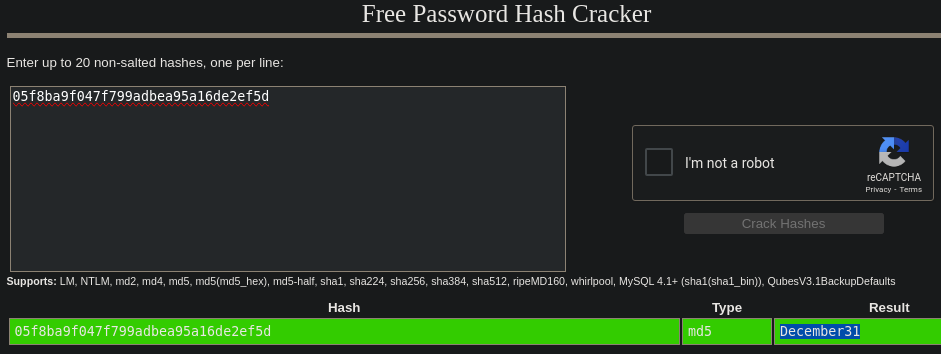 Free Password Hash Cracker
Enter up to 20 non-salted hashes, one per line:
05f8ba9f047f799adbea95a16de2ef5d
I'm not a robot
reCAPTCHA
Privacy - Terms
Crack Hashes
Supports: LM, NTLM, md2, md4, md5, md5(md5_hex), md5-half, sha1, sha224, sha256, sha384, sha512, ripeMD160, whirlpool, MySQL 4.1+ (sha1(sha1_bin)), QubesV3.1BackupDefaults
Hash Type Result
05f8ba9f047f799adbea95a16de2ef5d md5 December31